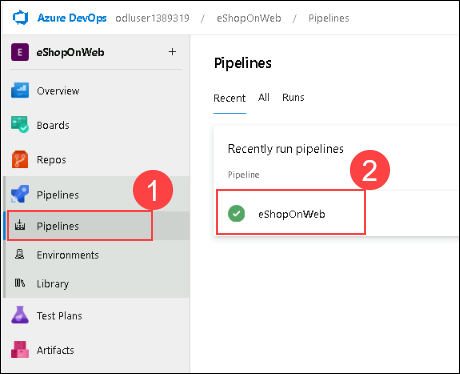 Azure DevOps odluser1389319 / eShopOnWeb / Pipelines
E eShopOnWeb +
Overview
Boards
Repos
Pipelines
1
Pipelines
Environments
Library
Test Plans
Artifacts
Pipelines
Recent All Runs
Recently run pipelines
2
Pipeline
eShopOnWeb